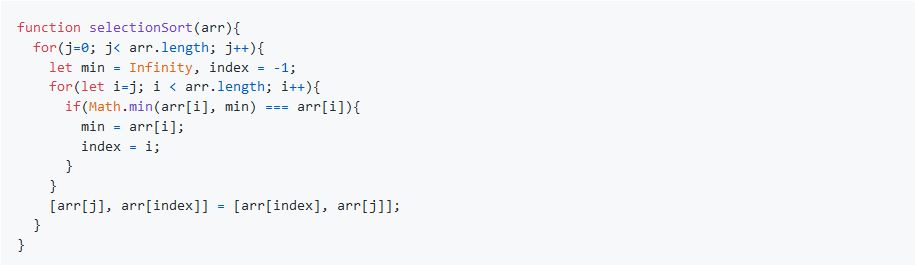 function selectionSort(arr){
  for(j=0; j< arr.length; j++){
    let min = Infinity, index = -1;
    for(let i=j; i < arr.length; i++){
      if(Math.min(arr[i], min) === arr[i]){
        min = arr[i];
        index = i;
      }
    }
    [arr[j], arr[index]] = [arr[index], arr[j]];
  }
}